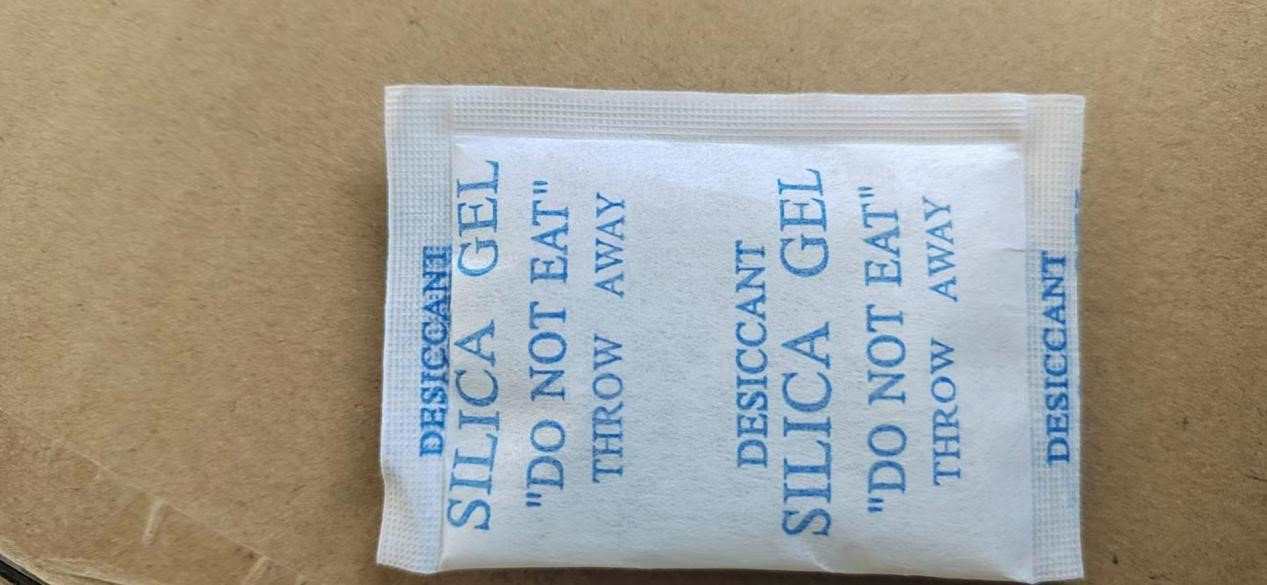 DESICCANT
SILICA GEL
"DO NOT EAT"
THROW AWAY
DESICCANT
SILICA GEL
"DO NOT EAT"
THROW AWAY
DESICCANT